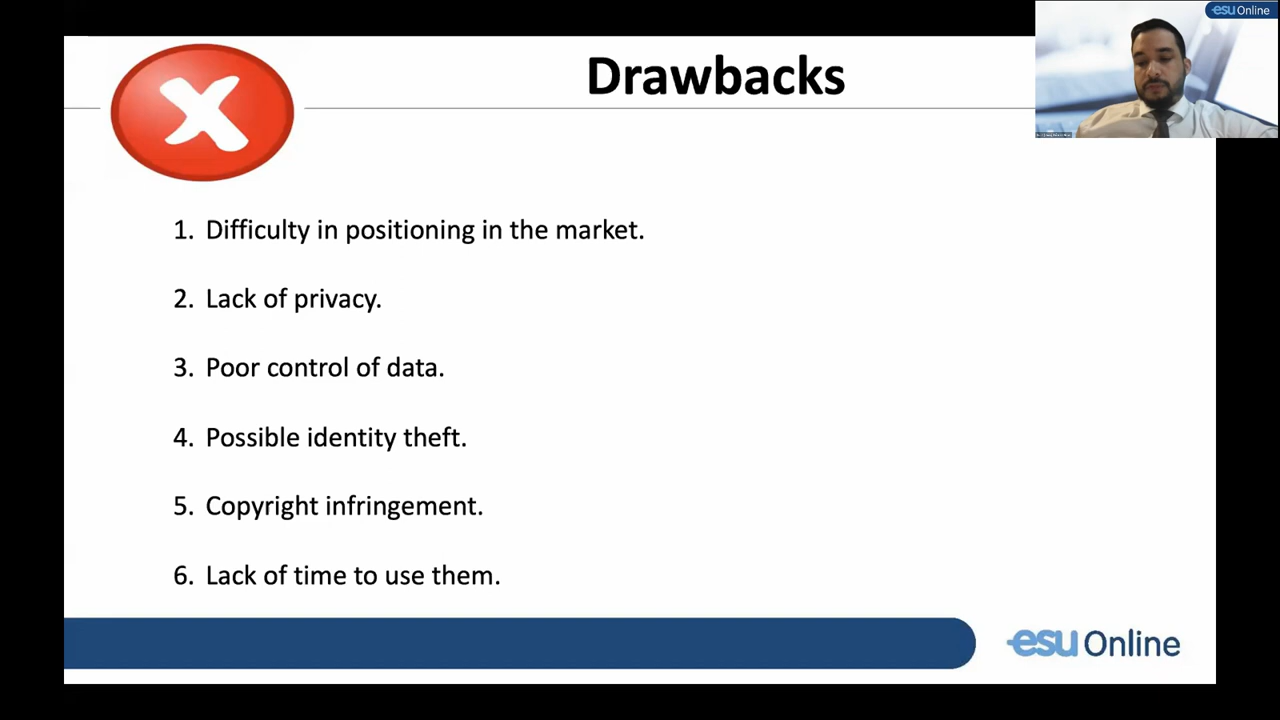 esu Online
Drawbacks
1. Difficulty in positioning in the market.
2. Lack of privacy.
3. Poor control of data.
4. Possible identity theft.
5. Copyright infringement.
6. Lack of time to use them.
esu Online